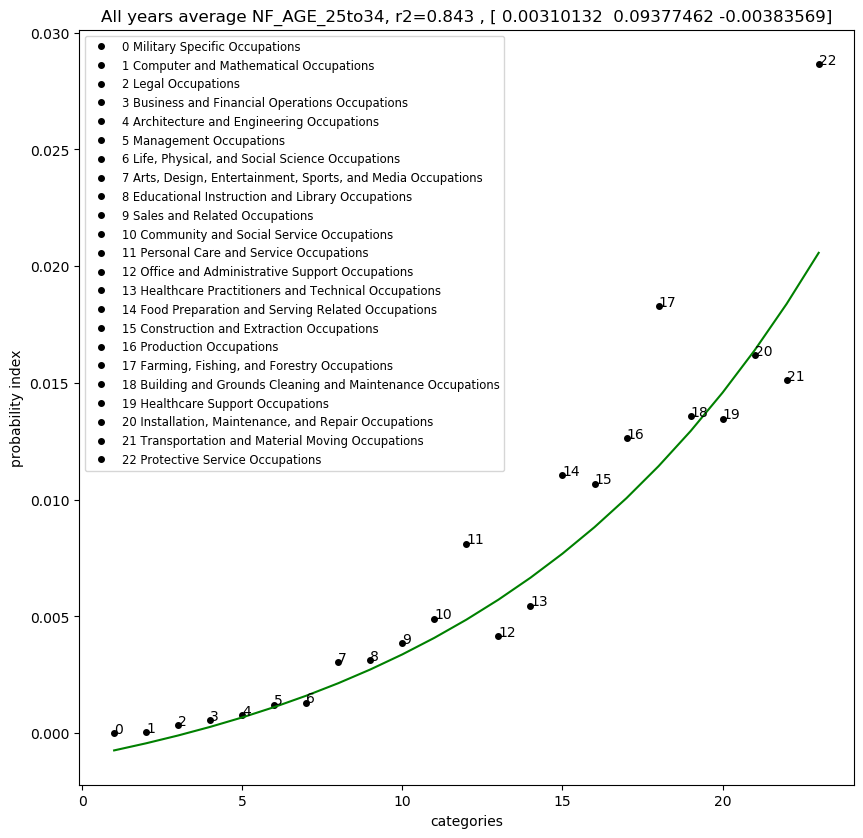 All years average NF_AGE_25to34, r2=0.843 , [ 0.00310132  0.09377462 -0.00383569]
0 Military Specific Occupations
1 Computer and Mathematical Occupations
2 Legal Occupations
3 Business and Financial Operations Occupations
4 Architecture and Engineering Occupations
5 Management Occupations
6 Life, Physical, and Social Science Occupations
7 Arts, Design, Entertainment, Sports, and Media Occupations
8 Educational Instruction and Library Occupations
9 Sales and Related Occupations
10 Community and Social Service Occupations
11 Personal Care and Service Occupations
12 Office and Administrative Support Occupations
13 Healthcare Practitioners and Technical Occupations
14 Food Preparation and Serving Related Occupations
15 Construction and Extraction Occupations
16 Production Occupations
17 Farming, Fishing, and Forestry Occupations
18 Building and Grounds Cleaning and Maintenance Occupations
19 Healthcare Support Occupations
20 Installation, Maintenance, and Repair Occupations
21 Transportation and Material Moving Occupations
22 Protective Service Occupations
probability index
0.030
0.025
0.020
0.015
0.010
0.005
0.000
0
1
2
3
4
5
6
7
8
9
10
11
12
13
14
15
16
17
18
19
20
21
22
0
5
10
15
20
categories